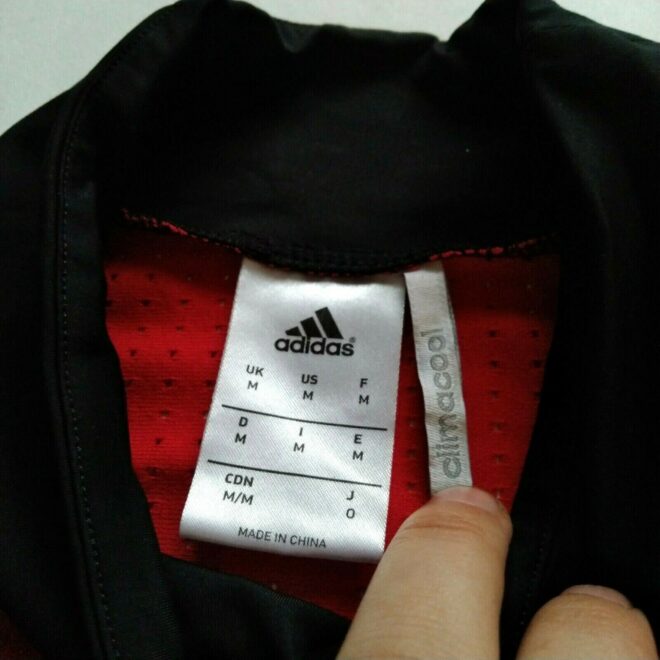 adidas®
UK US F
M M M
D I E
M M M
CDN J
M/M O
MADE IN CHINA
climacool